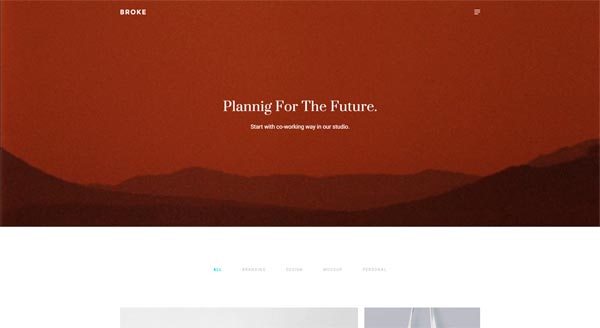 BROKE
Plannig For The Future.
Start with co-working way in our studio.
ALL BRANDING DESIGN MOCKUP PERSONAL